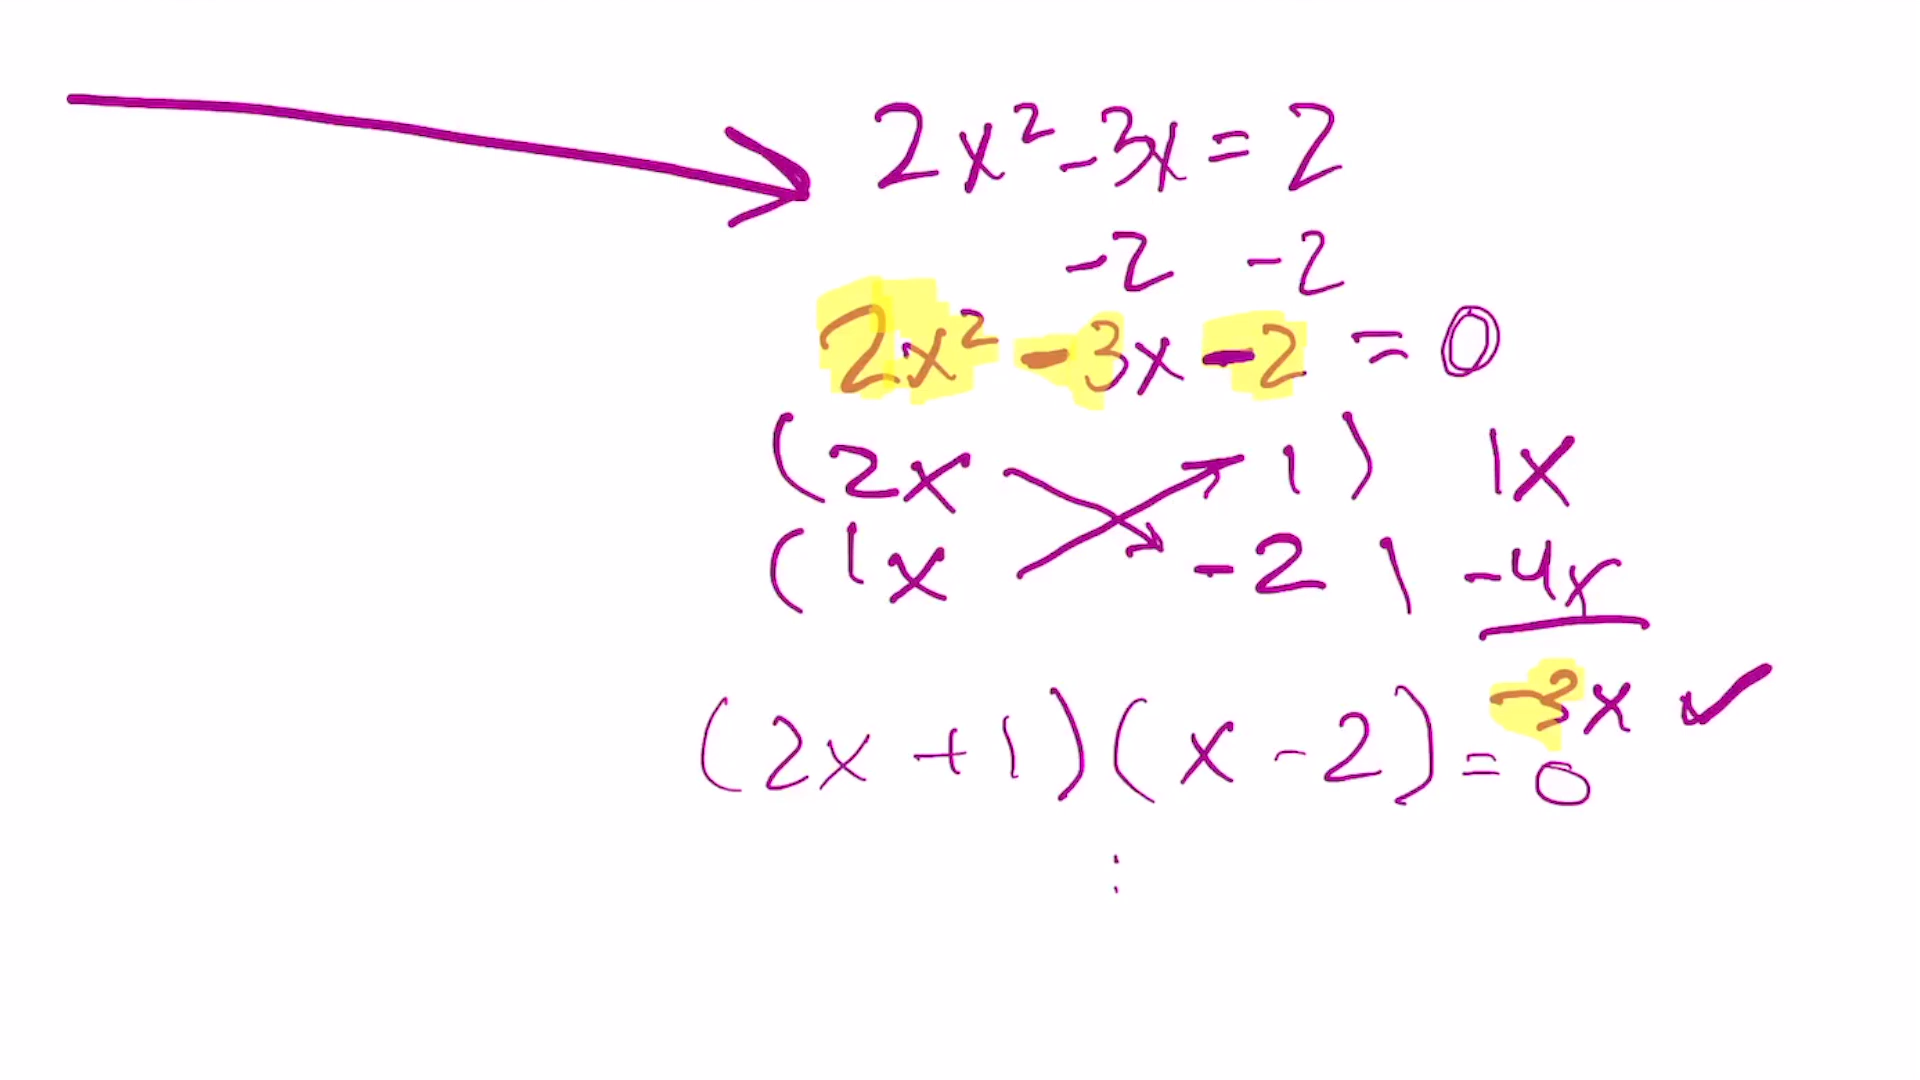 2x² - 3x = 2
-2 -2
2x² - 3x - 2 = 0
(2x 1) 1x
(1x -2) -4x
-3x ✓
(2x + 1)(x - 2) = 0
: